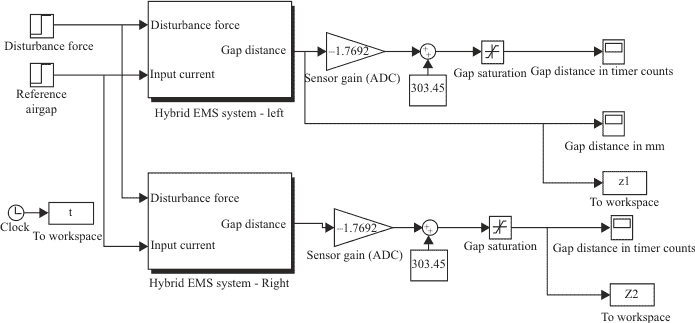 Disturbance force
Reference
airgap
Disturbance force
Gap distance
Input current
Hybrid EMS system - left
−1.7692
Sensor gain (ADC)
+
+
303.45
Gap saturation
Gap distance in timer counts
Gap distance in mm
z1
To workspace
Clock
t
To workspace
Disturbance force
Gap distance
Input current
Hybrid EMS system - Right
−1.7692
Sensor gain (ADC)
+
+
303.45
Gap saturation
Gap distance in timer counts
Z2
To workspace